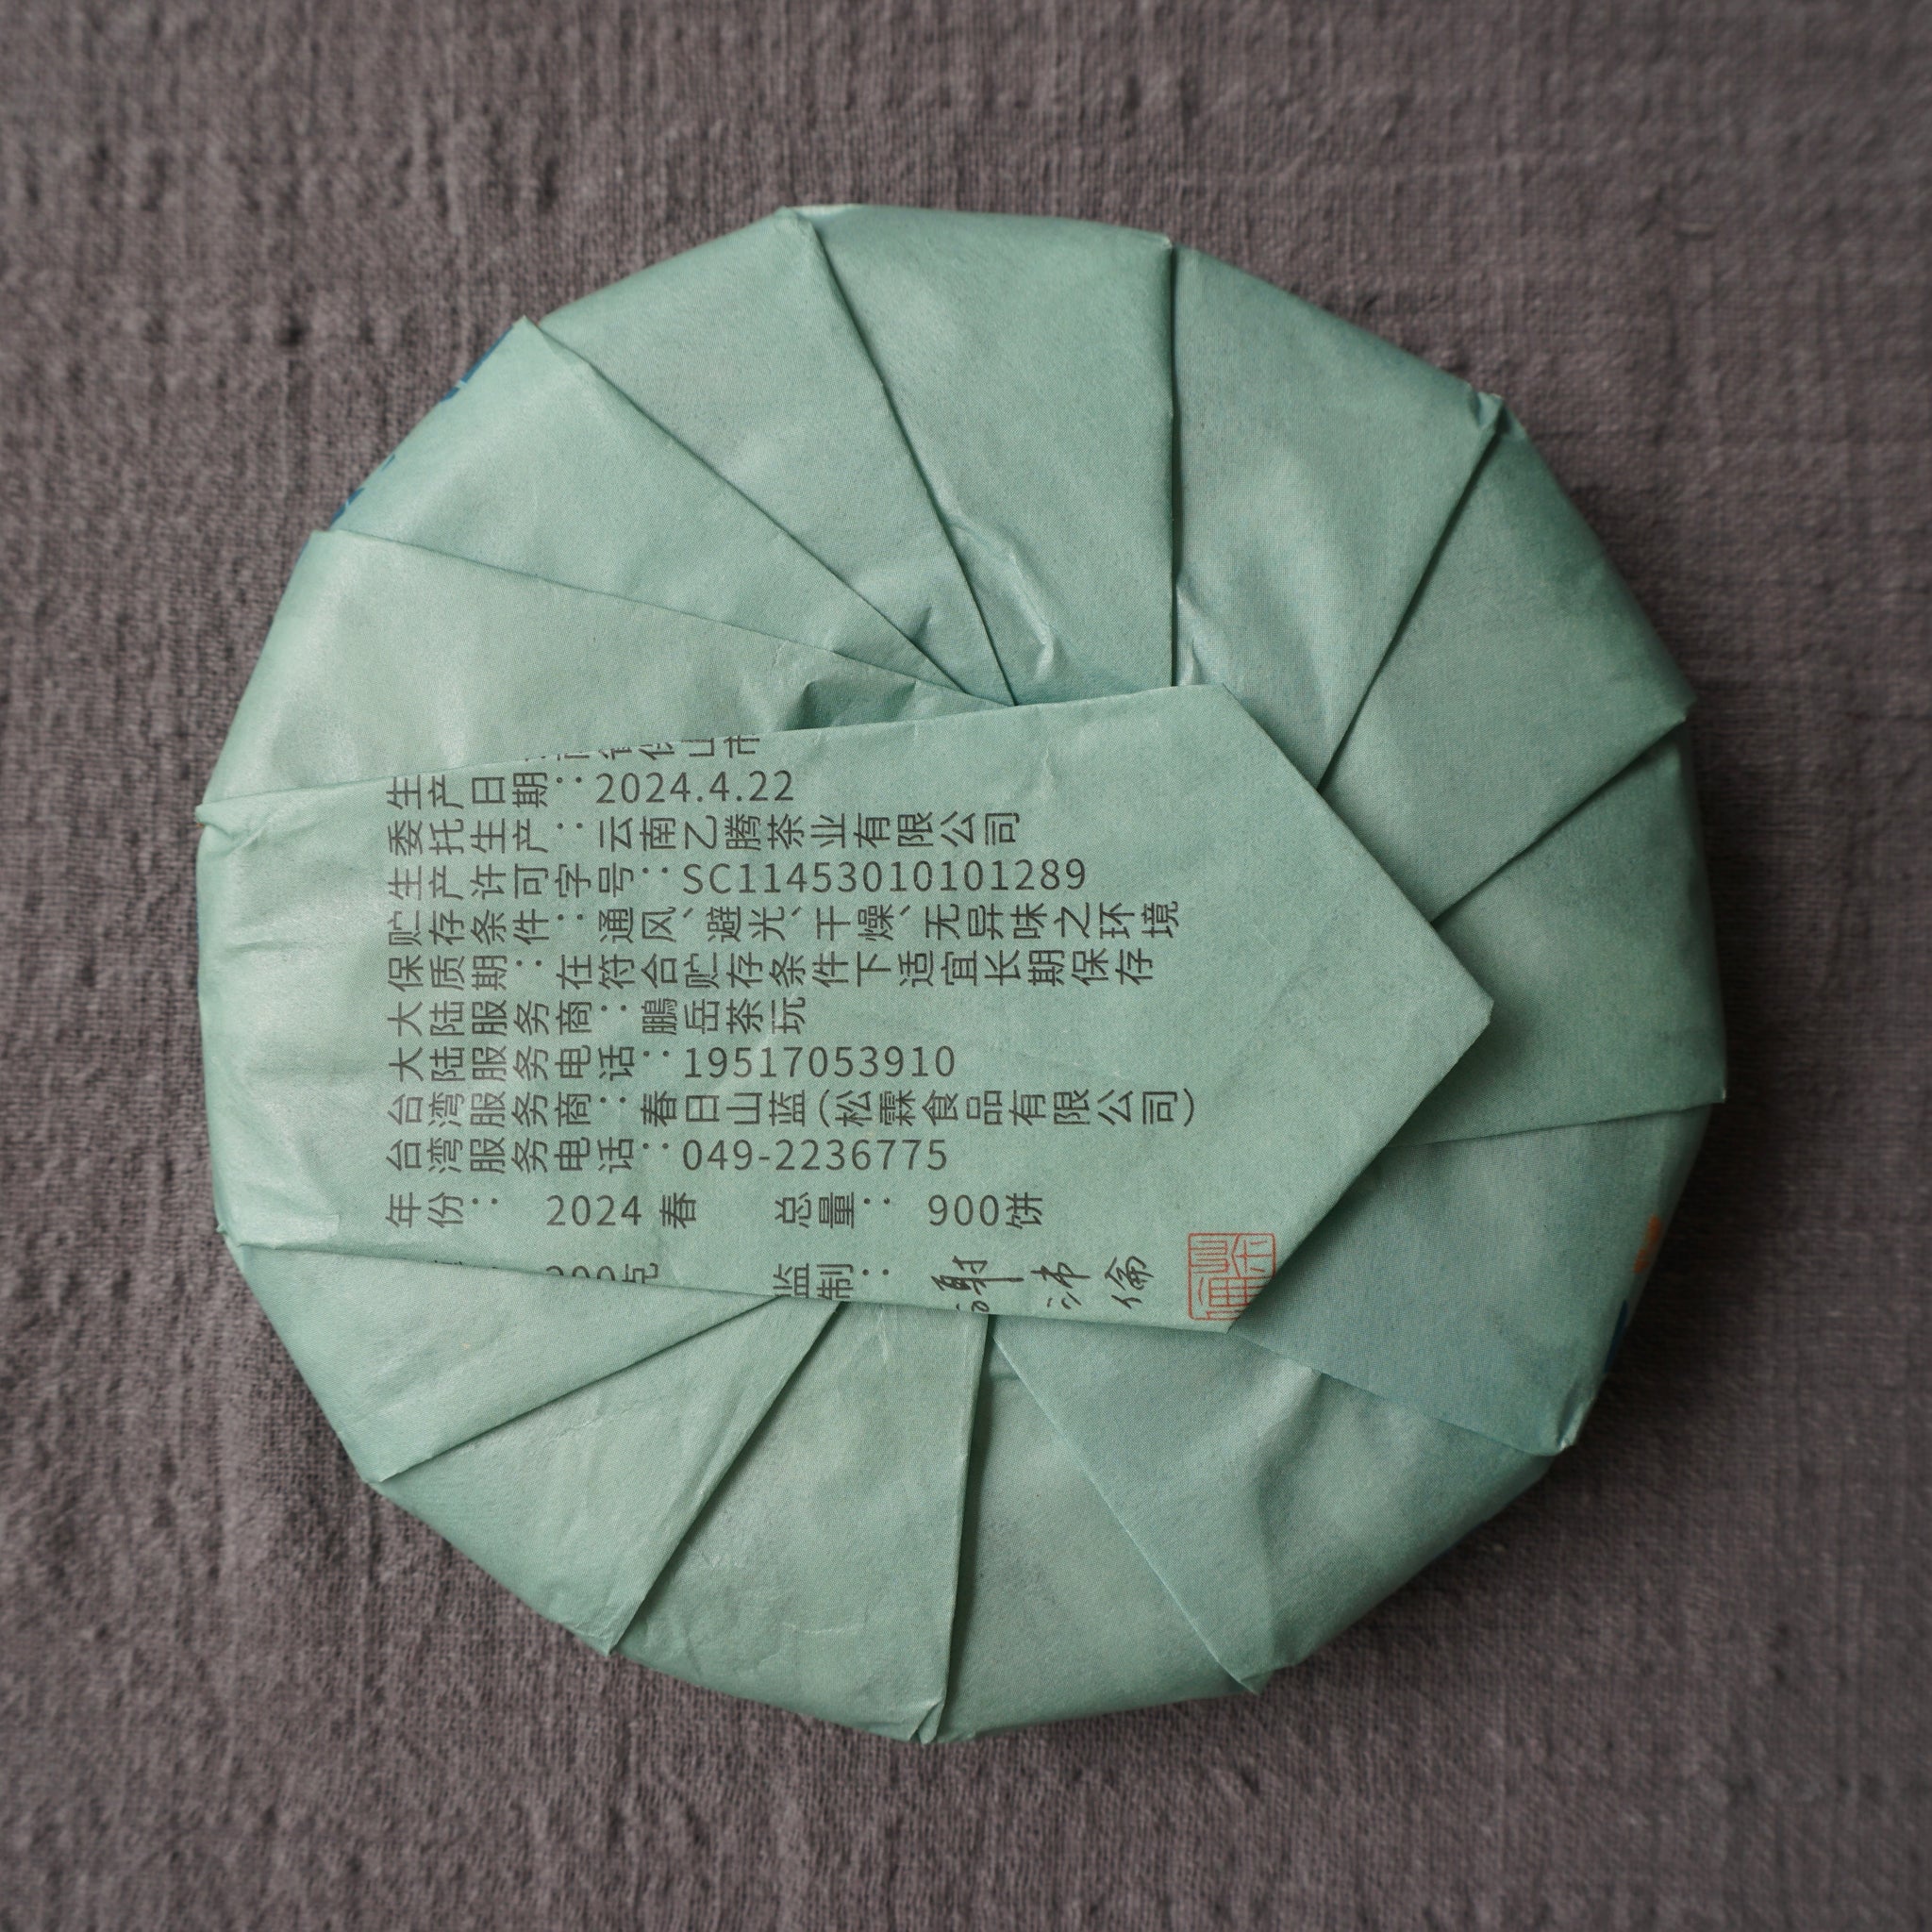 生产日期：2024.4.22
委托生产：云南乙腾茶业有限公司
生产许可字号：SC11453010101289
贮存条件：通风、避光、干燥、无异味之环境
保质期：在符合贮存条件下适宜长期保存
大陆服务商：鵬岳茶玩
大陆服务电话：19517053910
台湾服务商：春日山蓝(松霖食品有限公司)
台湾服务电话：049-2236775
年份： 2024 春 总量： 900饼
监制： 謝沛倫